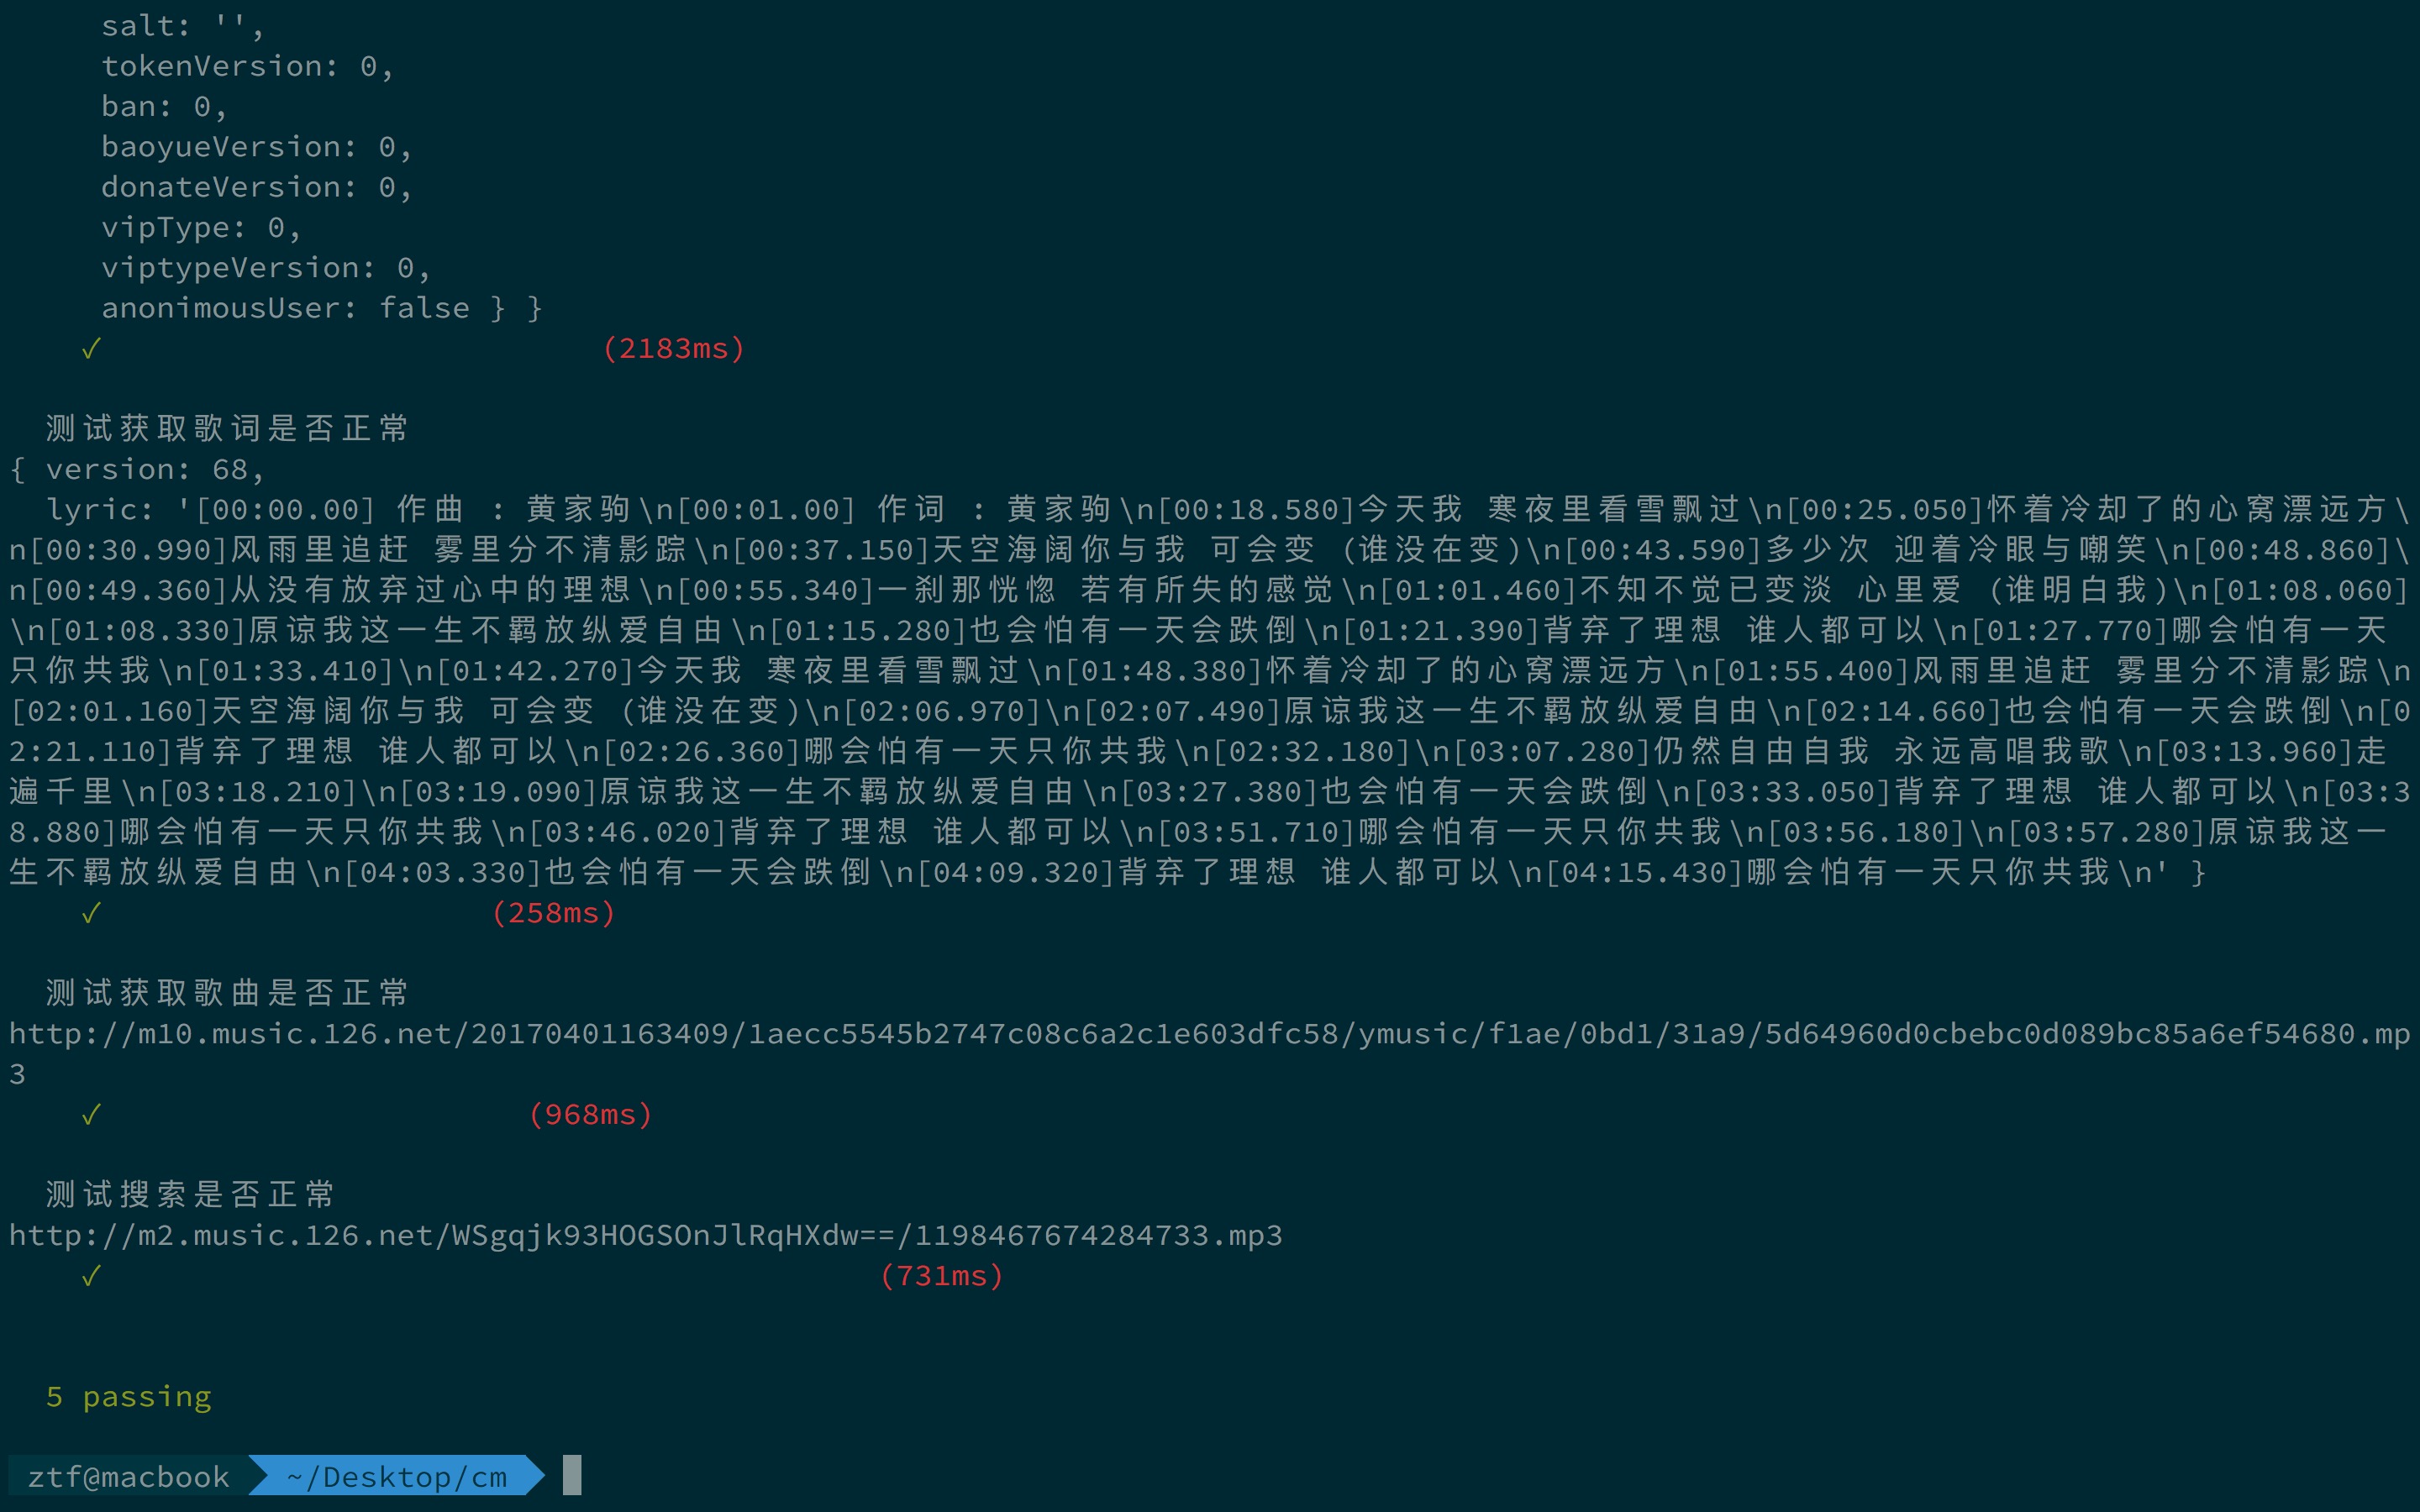 salt: '',
tokenVersion: 0,
ban: 0,
baoyueVersion: 0,
donateVersion: 0,
vipType: 0,
viptypeVersion: 0,
anonimousUser: false } }
✓ (2183ms)
测试获取歌词是否正常
{ version: 68,
lyric: '[00:00.00] 作曲 : 黄家驹\n[00:01.00] 作词 : 黄家驹\n[00:18.580]今天我 寒夜里看雪飘过\n[00:25.050]怀着冷却了的心窝漂远方\
n[00:30.990]风雨里追赶 雾里分不清影踪\n[00:37.150]天空海阔你与我 可会变 (谁没在变)\n[00:43.590]多少次 迎着冷眼与嘲笑\n[00:48.860]\
n[00:49.360]从没有放弃过心中的理想\n[00:55.340]一刹那恍惚 若有所失的感觉\n[01:01.460]不知不觉已变淡 心里爱 (谁明白我)\n[01:08.060]
\n[01:08.330]原谅我这一生不羁放纵爱自由\n[01:15.280]也会怕有一天会跌倒\n[01:21.390]背弃了理想 谁人都可以\n[01:27.770]哪会怕有一天
只你共我\n[01:33.410]\n[01:42.270]今天我 寒夜里看雪飘过\n[01:48.380]怀着冷却了的心窝漂远方\n[01:55.400]风雨里追赶 雾里分不清影踪\n
[02:01.160]天空海阔你与我 可会变 (谁没在变)\n[02:06.970]\n[02:07.490]原谅我这一生不羁放纵爱自由\n[02:14.660]也会怕有一天会跌倒\n[0
2:21.110]背弃了理想 谁人都可以\n[02:26.360]哪会怕有一天只你共我\n[02:32.180]\n[03:07.280]仍然自由自我 永远高唱我歌\n[03:13.960]走
遍千里\n[03:18.210]\n[03:19.090]原谅我这一生不羁放纵爱自由\n[03:27.380]也会怕有一天会跌倒\n[03:33.050]背弃了理想 谁人都可以\n[03:3
8.880]哪会怕有一天只你共我\n[03:46.020]背弃了理想 谁人都可以\n[03:51.710]哪会怕有一天只你共我\n[03:56.180]\n[03:57.280]原谅我这一
生不羁放纵爱自由\n[04:03.330]也会怕有一天会跌倒\n[04:09.320]背弃了理想 谁人都可以\n[04:15.430]哪会怕有一天只你共我\n' }
✓ (258ms)
测试获取歌曲是否正常
http://m10.music.126.net/20170401163409/1aecc5545b2747c08c6a2c1e603dfc58/ymusic/f1ae/0bd1/31a9/5d64960d0cbebc0d089bc85a6ef54680.mp
3
✓ (968ms)
测试搜索是否正常
http://m2.music.126.net/WSgqjk93HOGSOnJlRqHXdw==/1198467674284733.mp3
✓ (731ms)
5 passing
ztf@macbook ~/Desktop/cm